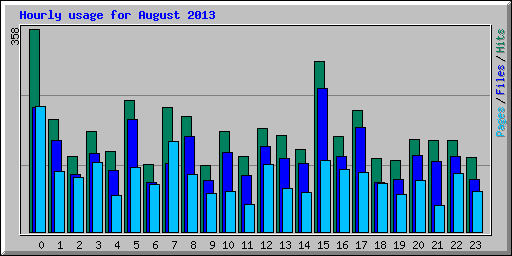 Hourly usage for August 2013
358
Pages / Files / Hits
0 1 2 3 4 5 6 7 8 9 10 11 12 13 14 15 16 17 18 19 20 21 22 23